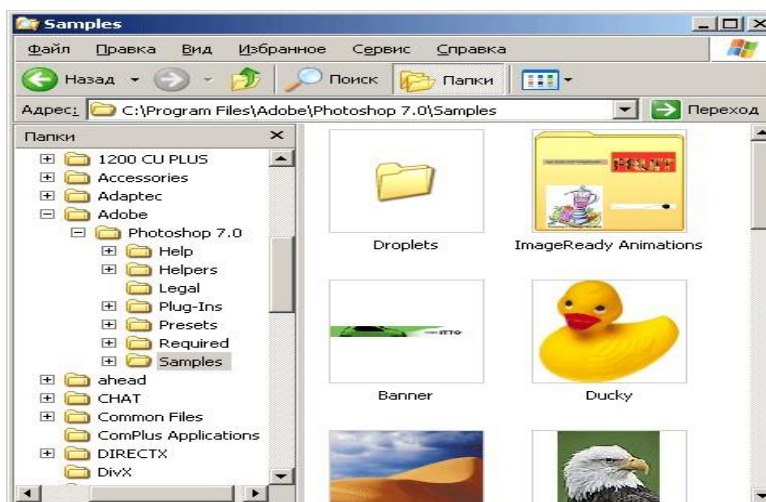 Samples
Файл Правка Вид Избранное Сервис Справка
Назад Поиск Папки
Адрес: C:\Program Files\Adobe\Photoshop 7.0\Samples Переход
Папки
1200 CU PLUS
Accessories
Adaptec
Adobe
Photoshop 7.0
Help
Helpers
Legal
Plug-Ins
Presets
Required
Samples
ahead
CHAT
Common Files
ComPlus Applications
DIRECTX
DivX
FRUIT
Droplets ImageReady Animations
Banner Ducky